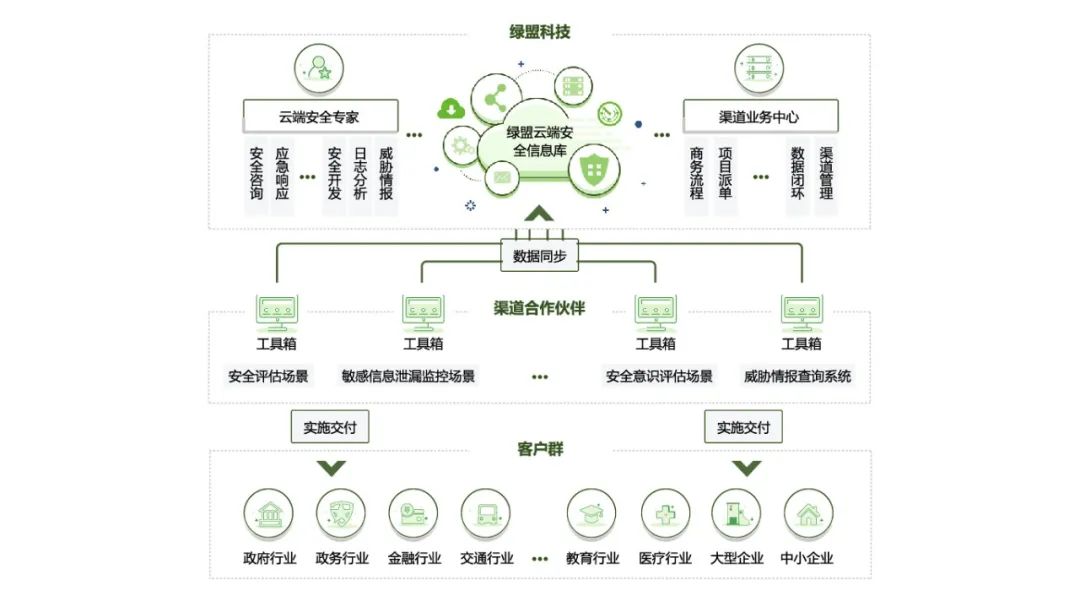 绿盟科技
云端安全专家
安全咨询
应急响应
•••
安全开发
日志分析
威胁情报
•••
绿盟云端安
全信息库
•••
渠道业务中心
商务流程
项目派单
•••
数据闭环
渠道管理
数据同步
渠道合作伙伴
工具箱
工具箱
工具箱
工具箱
安全评估场景
敏感信息泄漏监控场景
•••
安全意识评估场景
威胁情报查询系统
实施交付
实施交付
客户群
政府行业
政务行业
金融行业
交通行业
•••
教育行业
医疗行业
大型企业
中小企业